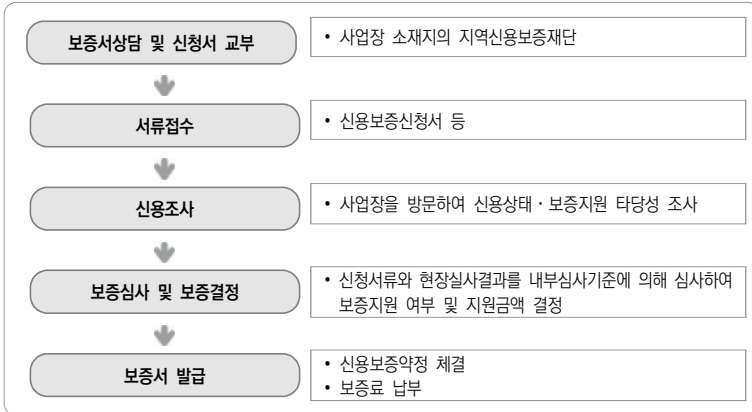 보증서상담 및 신청서 교부
• 사업장 소재지의 지역신용보증재단
서류접수
• 신용보증신청서 등
신용조사
• 사업장을 방문하여 신용상태 · 보증지원 타당성 조사
보증심사 및 보증결정
• 신청서류와 현장실사결과를 내부심사기준에 의해 심사하여
보증지원 여부 및 지원금액 결정
보증서 발급
• 신용보증약정 체결
• 보증료 납부